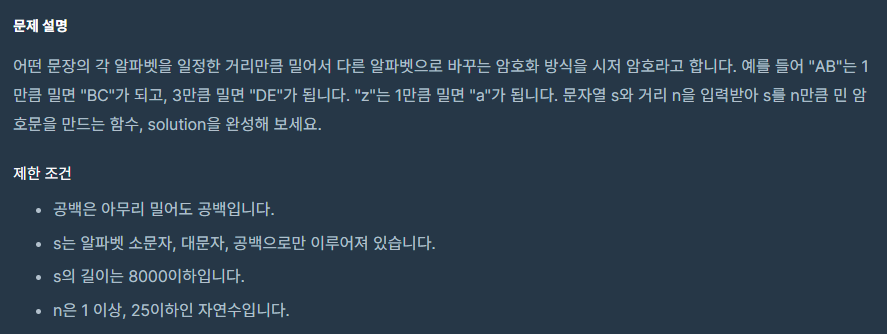 문제 설명
어떤 문장의 각 알파벳을 일정한 거리만큼 밀어서 다른 알파벳으로 바꾸는 암호화 방식을 시저 암호라고 합니다. 예를 들어 "AB"는 1
만큼 밀면 "BC"가 되고, 3만큼 밀면 "DE"가 됩니다. "z"는 1만큼 밀면 "a"가 됩니다. 문자열 s와 거리 n을 입력받아 s를 n만큼 민 암
호문을 만드는 함수, solution을 완성해 보세요.
제한 조건
• 공백은 아무리 밀어도 공백입니다.
• s는 알파벳 소문자, 대문자, 공백으로만 이루어져 있습니다.
• s의 길이는 8000이하입니다.
• n은 1 이상, 25이하인 자연수입니다.